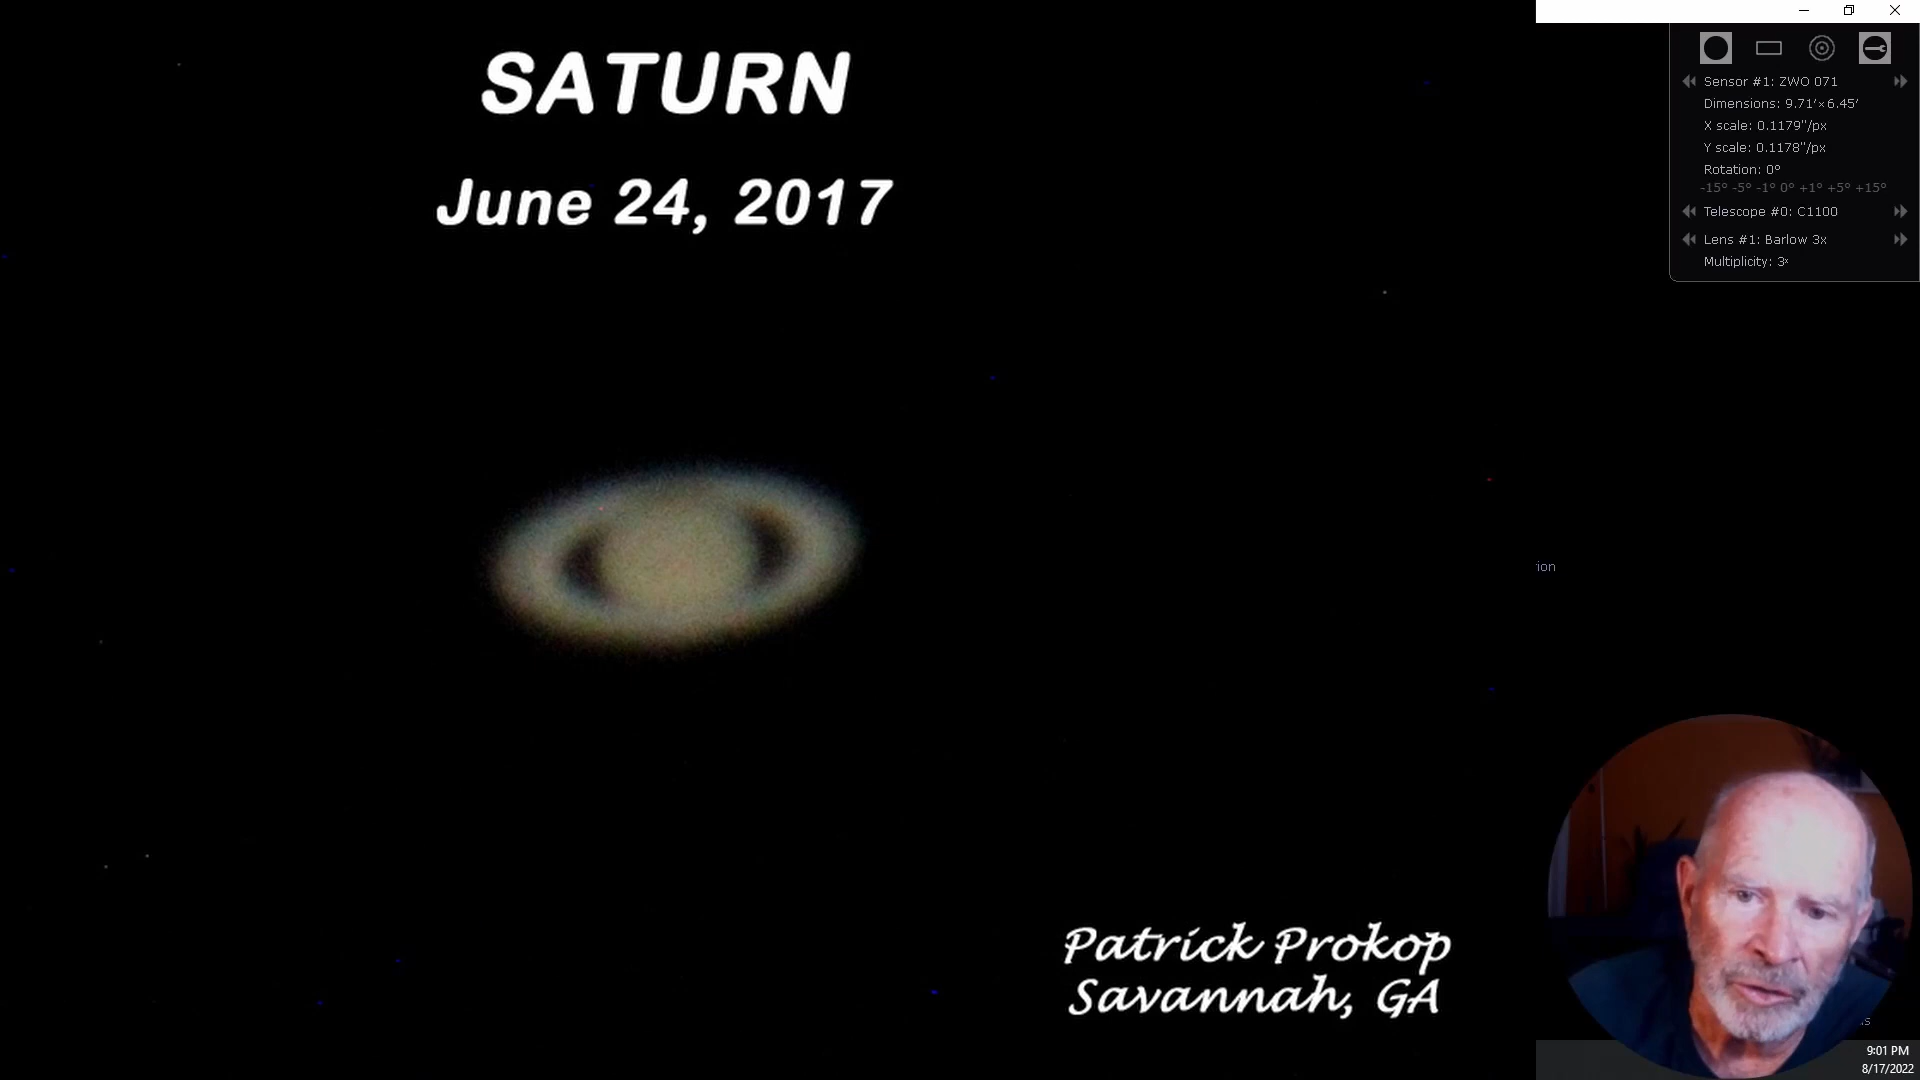 SATURN
June 24, 2017
Patrick Prokop
Savannah, GA
Sensor #1: ZWO 071
Dimensions: 9.71′×6.45′
X scale: 0.1179"/px
Y scale: 0.1178"/px
Rotation: 0°
-15° -5° -1° 0° +1° +5° +15°
Telescope #0: C1100
Lens #1: Barlow 3x
Multiplicity: 3ˣ
ion
9:01 PM
8/17/2022